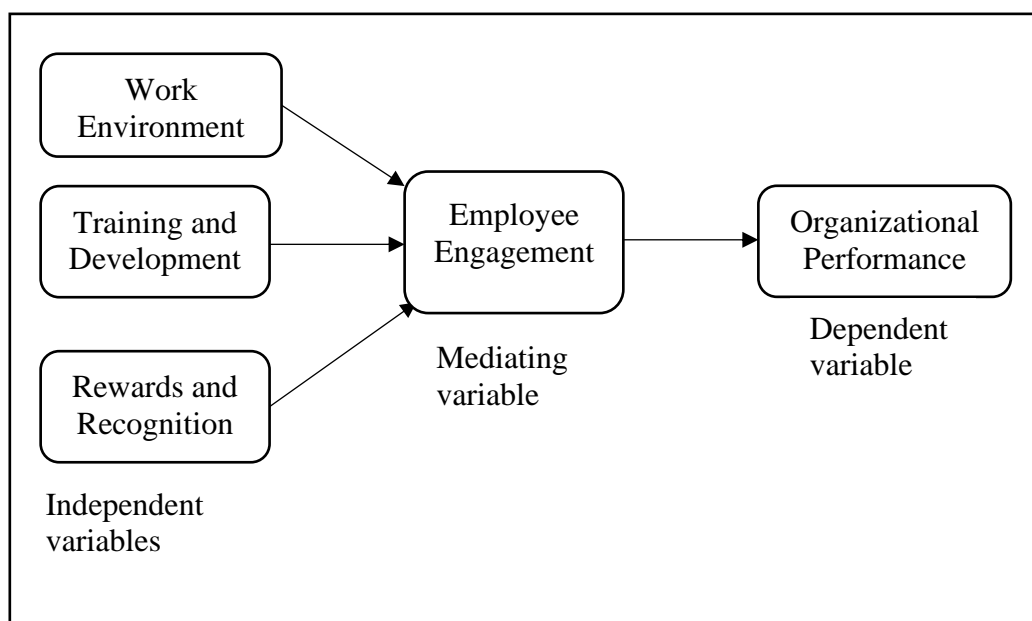 Work
Environment
Training and
Development
Rewards and
Recognition
Independent
variables
Employee
Engagement
Mediating
variable
Organizational
Performance
Dependent
variable